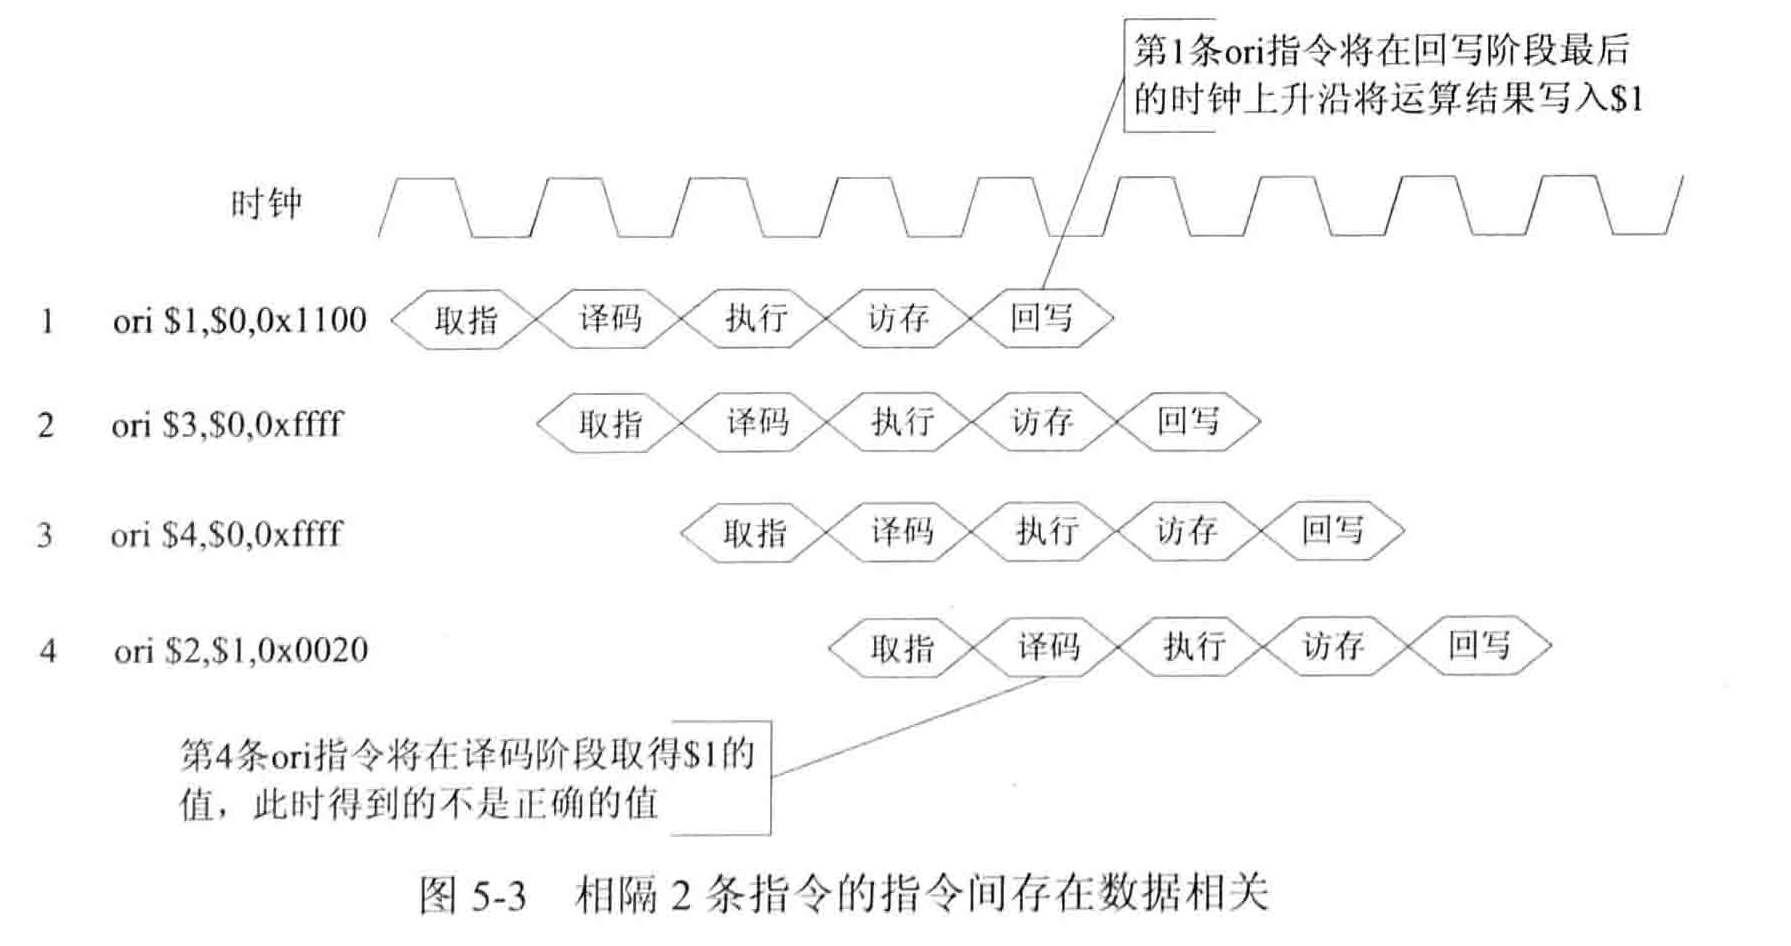 第1条ori指令将在回写阶段最后
的时钟上升沿将运算结果写入$1
时钟
1 ori $1,$0,0x1100 取指 译码 执行 访存 回写
2 ori $3,$0,0xffff 取指 译码 执行 访存 回写
3 ori $4,$0,0xffff 取指 译码 执行 访存 回写
4 ori $2,$1,0x0020 取指 译码 执行 访存 回写
第4条ori指令将在译码阶段取得$1的
值，此时得到的不是正确的值
图 5-3 相隔 2 条指令的指令间存在数据相关